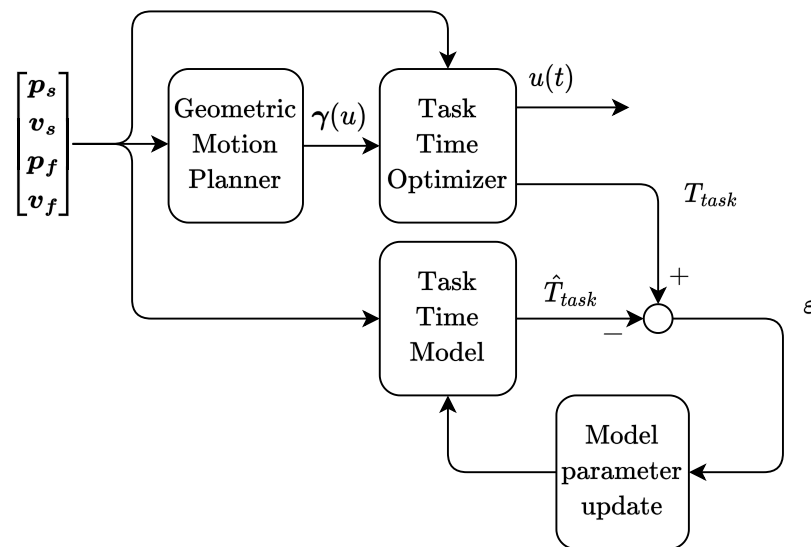 p_s
v_s
p_f
v_f
Geometric
Motion
Planner
γ(u)
Task
Time
Optimizer
u(t)
T_task
Task
Time
Model
T̂_task
+
−
ε
Model
parameter
update